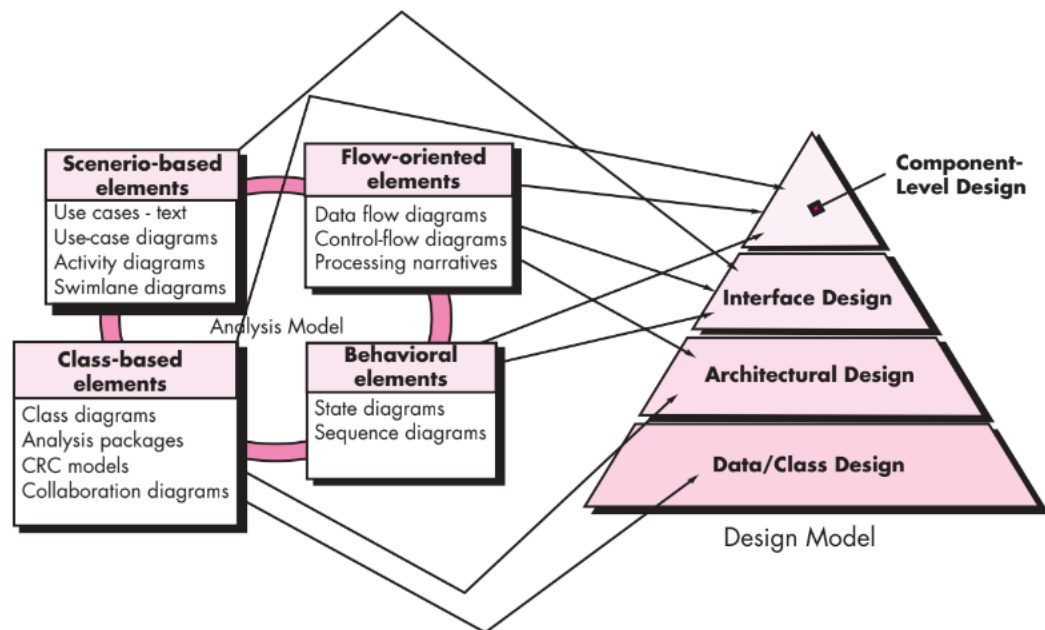 Scenerio-based
elements
Use cases - text
Use-case diagrams
Activity diagrams
Swimlane diagrams
Flow-oriented
elements
Data flow diagrams
Control-flow diagrams
Processing narratives
Analysis Model
Class-based
elements
Class diagrams
Analysis packages
CRC models
Collaboration diagrams
Behavioral
elements
State diagrams
Sequence diagrams
Component-
Level Design
Interface Design
Architectural Design
Data/Class Design
Design Model